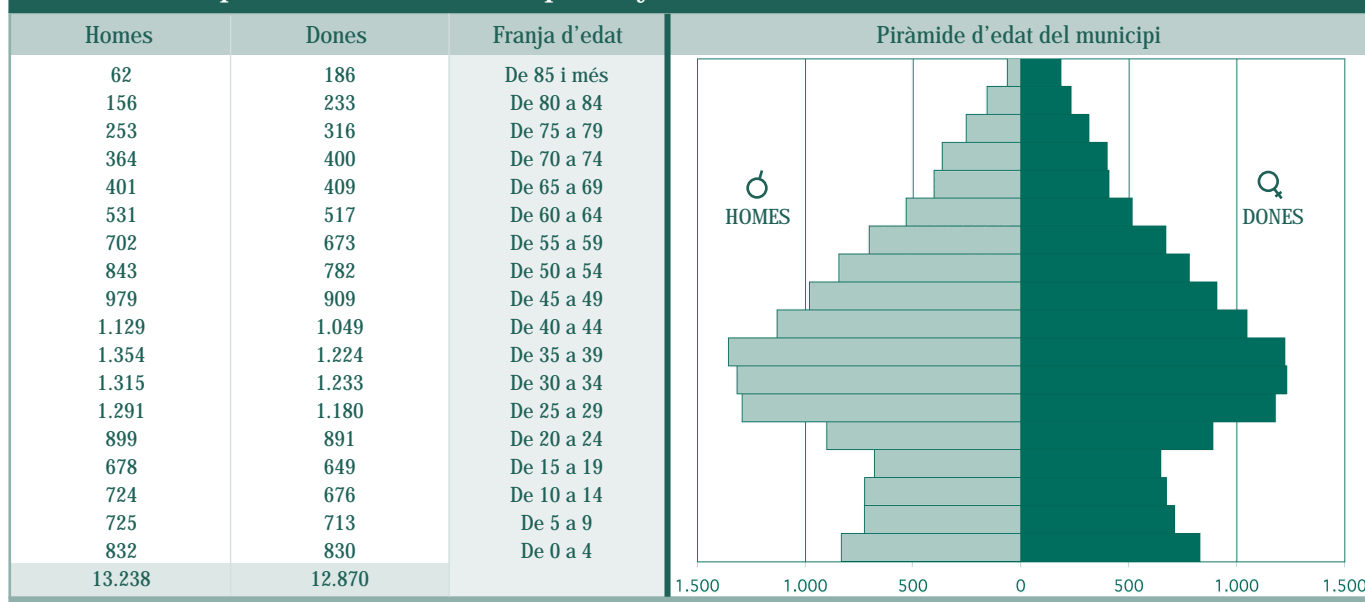 Homes Dones Franja d'edat Piràmide d'edat del municipi
62 186 De 85 i més
156 233 De 80 a 84
253 316 De 75 a 79
364 400 De 70 a 74
401 409 De 65 a 69
531 517 De 60 a 64
702 673 De 55 a 59
843 782 De 50 a 54
979 909 De 45 a 49
1.129 1.049 De 40 a 44
1.354 1.224 De 35 a 39
1.315 1.233 De 30 a 34
1.291 1.180 De 25 a 29
899 891 De 20 a 24
678 649 De 15 a 19
724 676 De 10 a 14
725 713 De 5 a 9
832 830 De 0 a 4
13.238 12.870
HOMES DONES
1.500 1.000 500 0 500 1.000 1.500